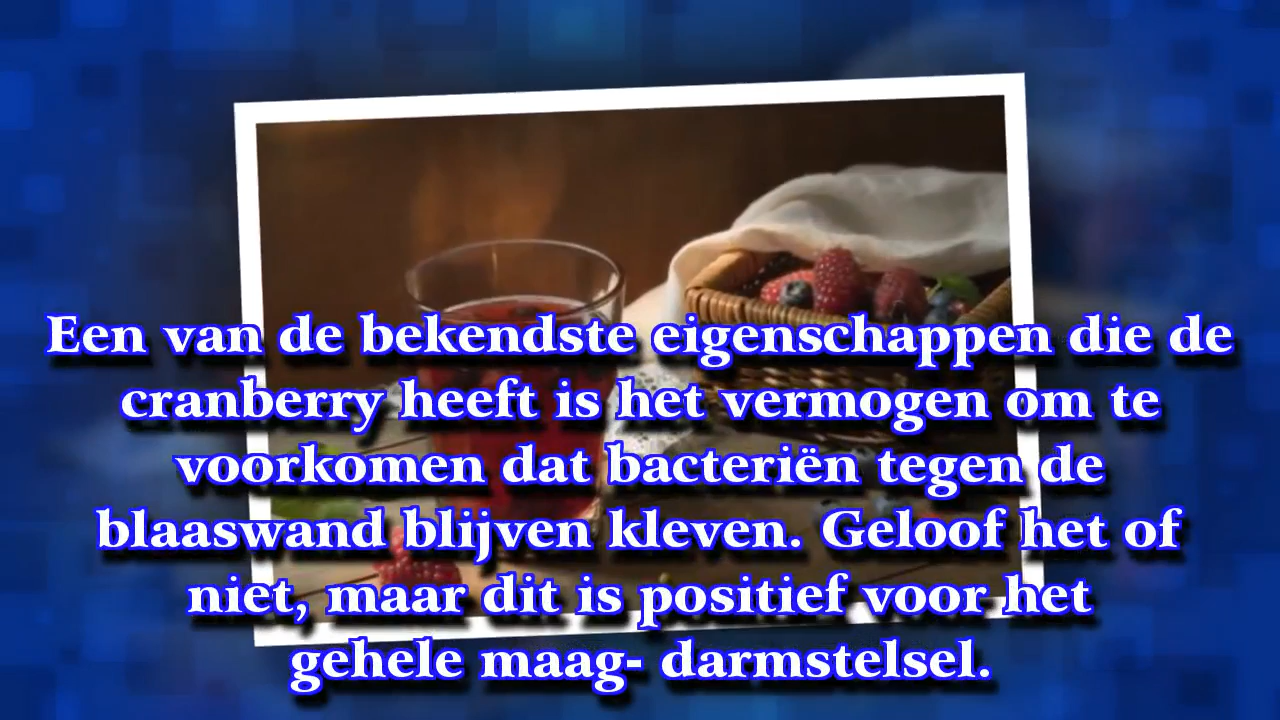 Een van de bekendste eigenschappen die de
cranberry heeft is het vermogen om te
voorkomen dat bacteriën tegen de
blaaswand blijven kleven. Geloof het of
niet, maar dit is positief voor het
gehele maag- darmstelsel.